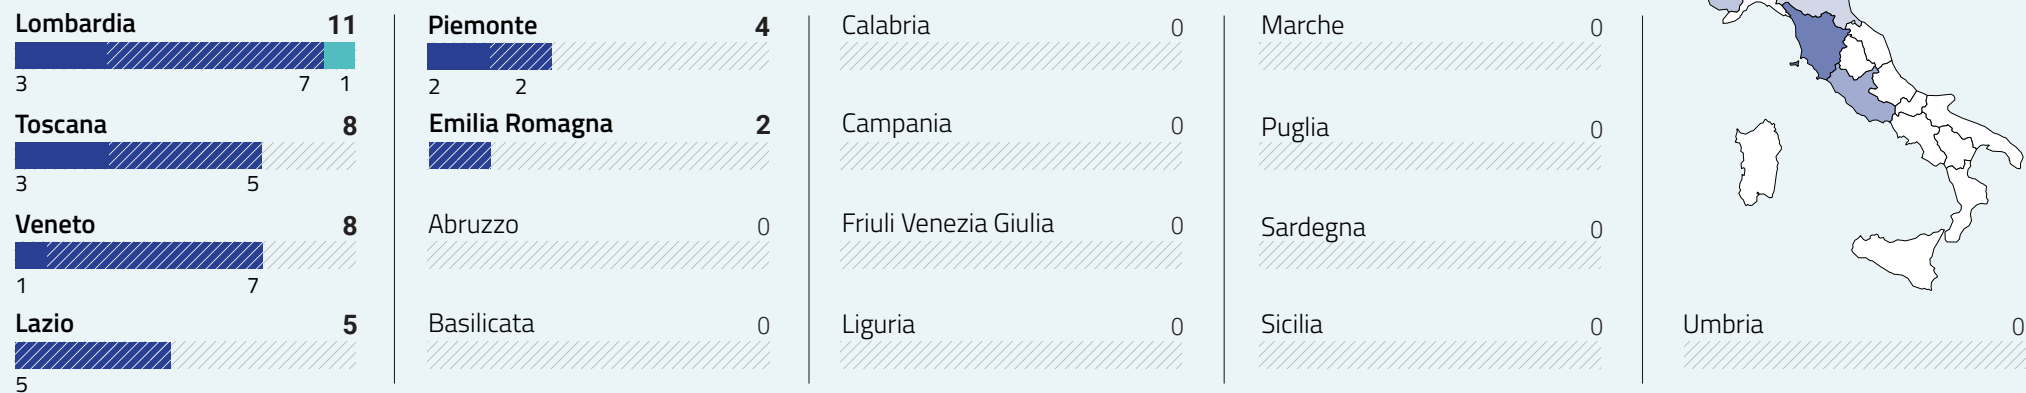 Lombardia 11
3 7 1
Toscana 8
3 5
Veneto 8
1 7
Lazio 5
5
Piemonte 4
2 2
Emilia Romagna 2
Abruzzo 0
Basilicata 0
Calabria 0
Campania 0
Friuli Venezia Giulia 0
Liguria 0
Marche 0
Puglia 0
Sardegna 0
Sicilia 0
Umbria 0